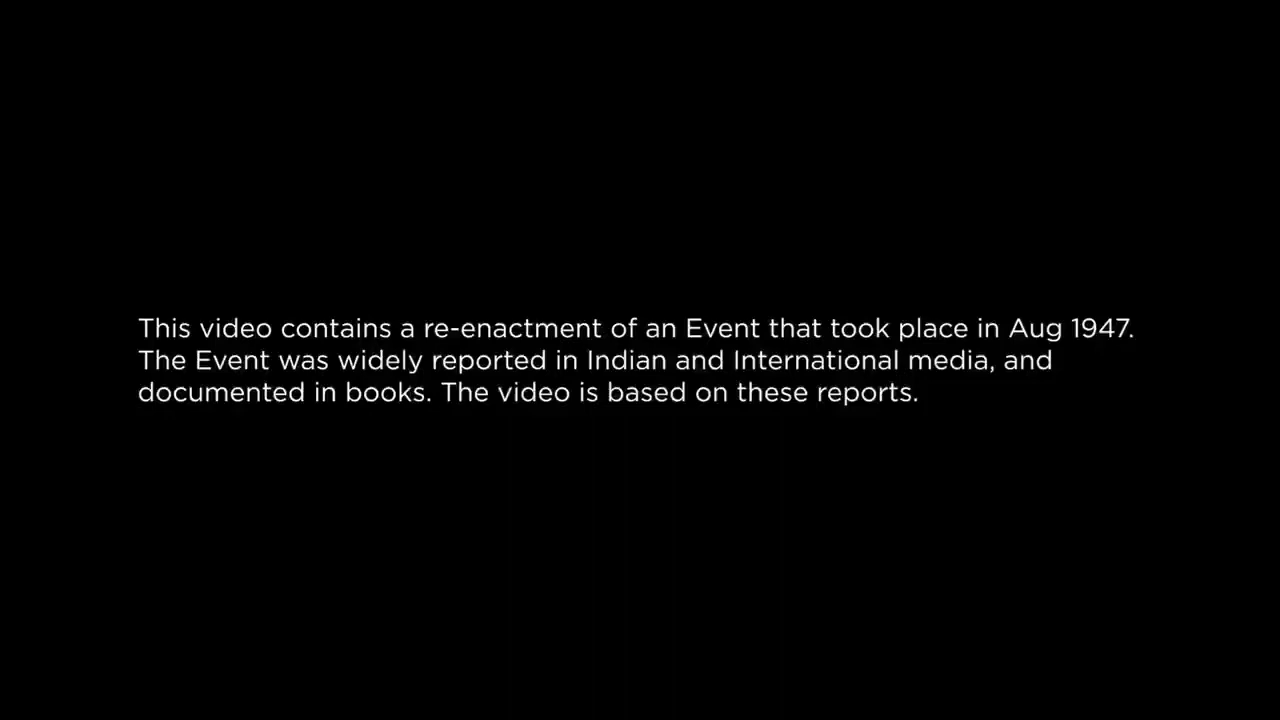 This video contains a re-enactment of an Event that took place in Aug 1947.
The Event was widely reported in Indian and International media, and
documented in books. The video is based on these reports.